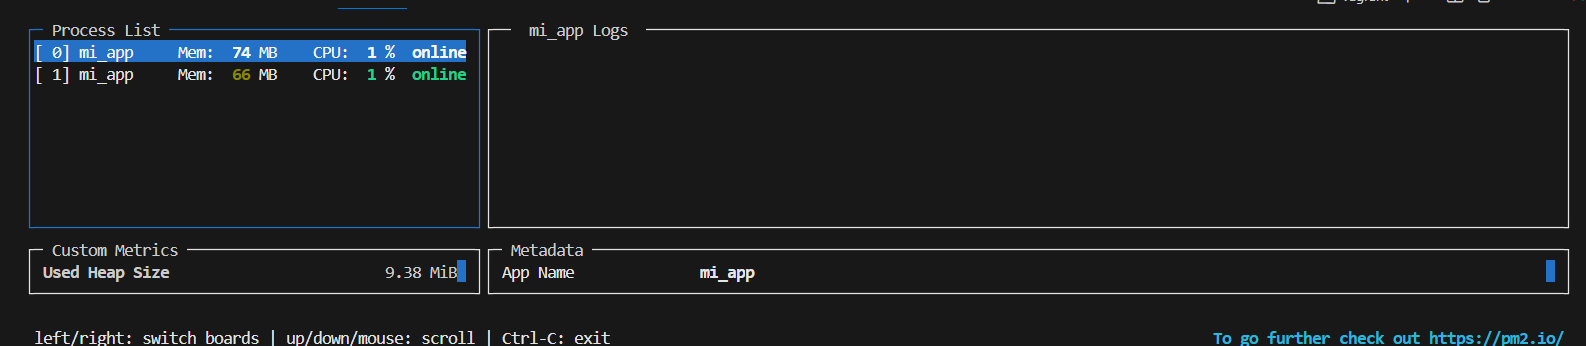 Process List
[ 0] mi_app Mem: 74 MB CPU: 1 % online
[ 1] mi_app Mem: 66 MB CPU: 1 % online
mi_app Logs
Custom Metrics
Used Heap Size 9.38 MiB
Metadata
App Name mi_app
left/right: switch boards | up/down/mouse: scroll | Ctrl-C: exit
To go further check out https://pm2.io/